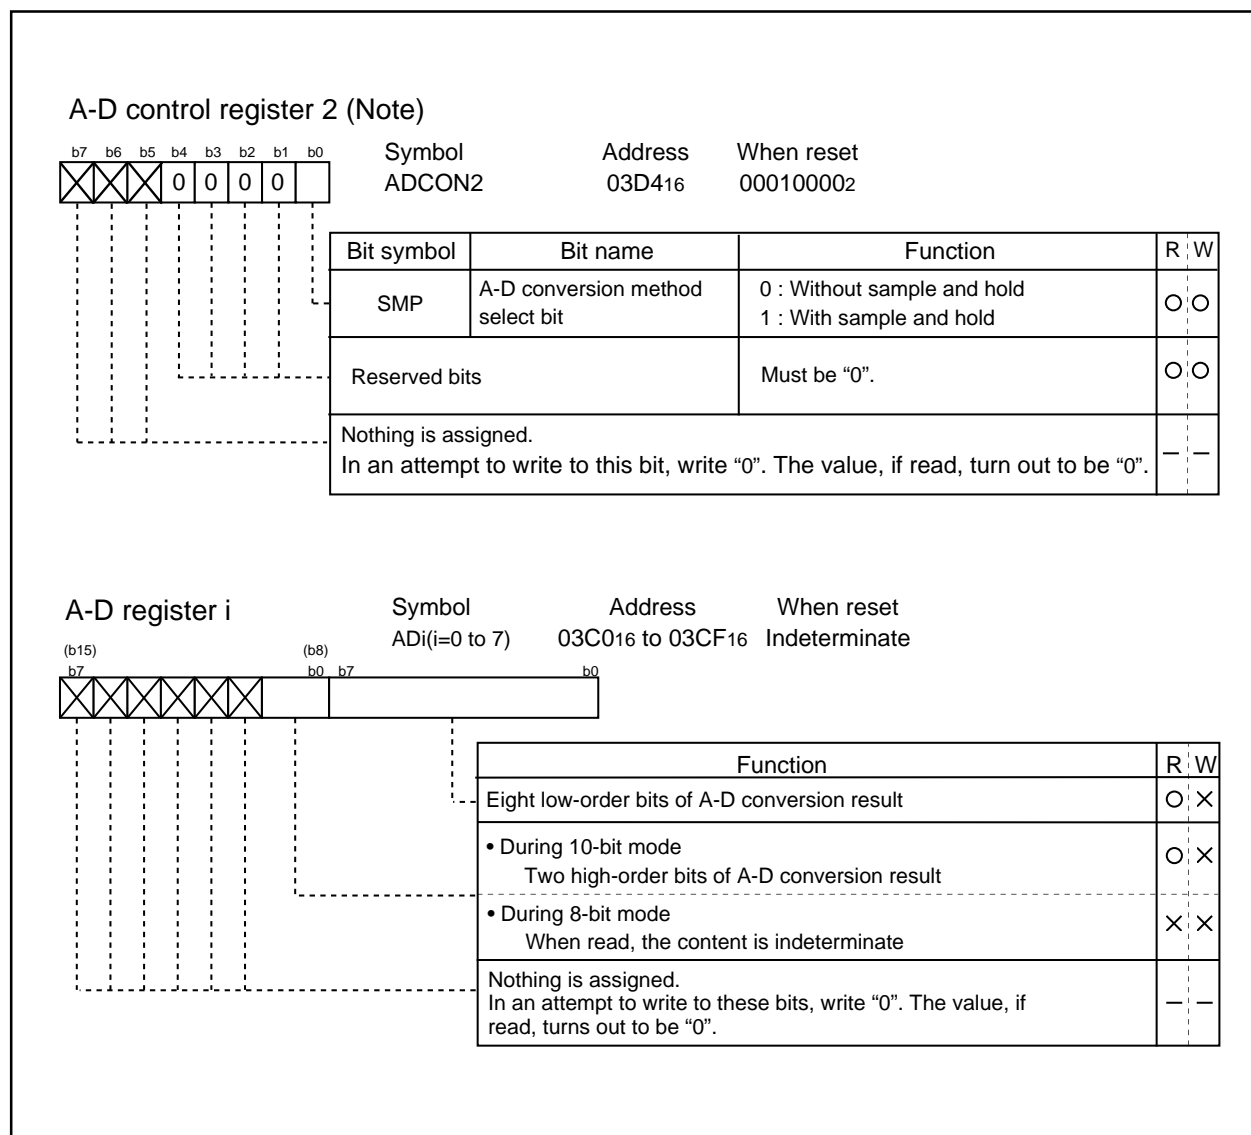 A-D control register 2 (Note)
b7 b6 b5 b4 b3 b2 b1 b0
Symbol Address When reset
ADCON2 03D416 000100002
0 0 0 0
Bit symbol Bit name Function R W
SMP A-D conversion method select bit 0 : Without sample and hold
1 : With sample and hold
Reserved bits Must be “0”.
Nothing is assigned.
In an attempt to write to this bit, write “0”. The value, if read, turn out to be “0”.
A-D register i
Symbol Address When reset
ADi(i=0 to 7) 03C016 to 03CF16 Indeterminate
(b15) (b8)
b7 b0 b7 b0
Function R W
Eight low-order bits of A-D conversion result
• During 10-bit mode
Two high-order bits of A-D conversion result
• During 8-bit mode
When read, the content is indeterminate
Nothing is assigned.
In an attempt to write to these bits, write “0”. The value, if
read, turns out to be “0”.